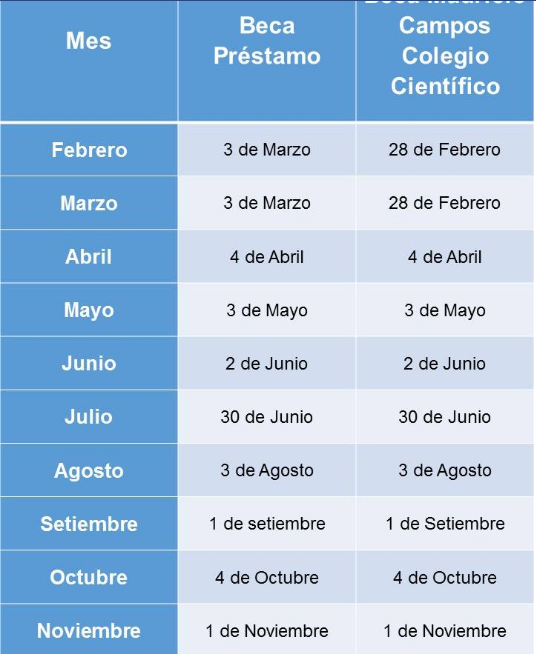 Mes
Beca
Préstamo
Campos
Colegio
Científico
Febrero 3 de Marzo 28 de Febrero
Marzo 3 de Marzo 28 de Febrero
Abril 4 de Abril 4 de Abril
Mayo 3 de Mayo 3 de Mayo
Junio 2 de Junio 2 de Junio
Julio 30 de Junio 30 de Junio
Agosto 3 de Agosto 3 de Agosto
Setiembre 1 de setiembre 1 de Setiembre
Octubre 4 de Octubre 4 de Octubre
Noviembre 1 de Noviembre 1 de Noviembre